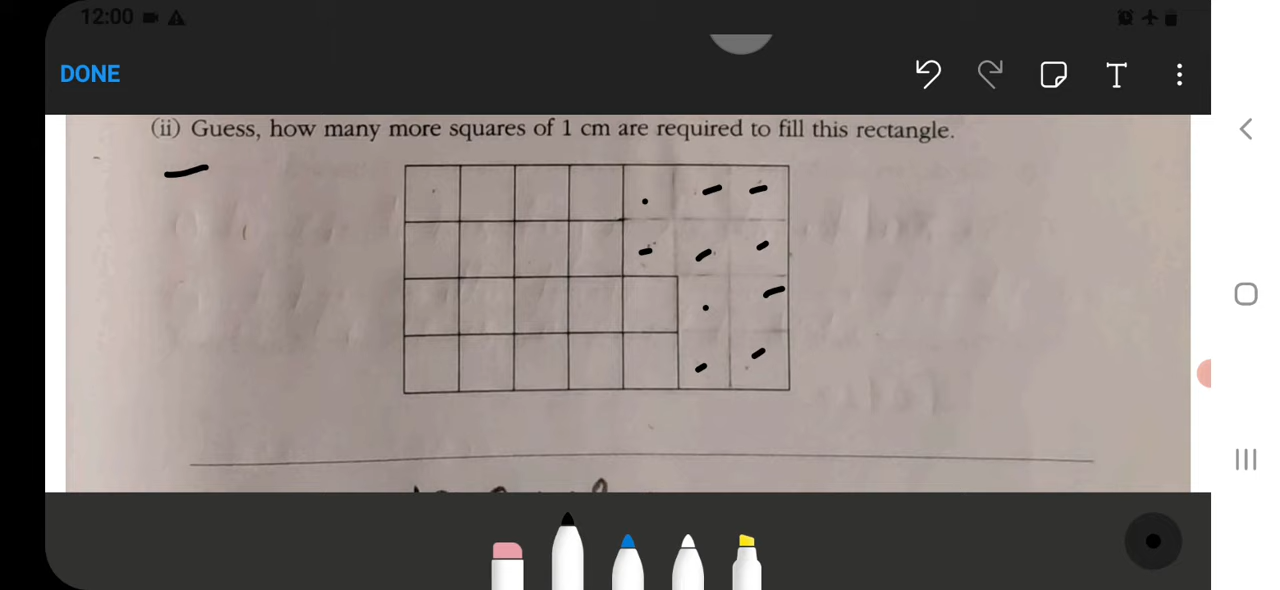 12:00
DONE
T
(ii) Guess, how many more squares of 1 cm are required to fill this rectangle.